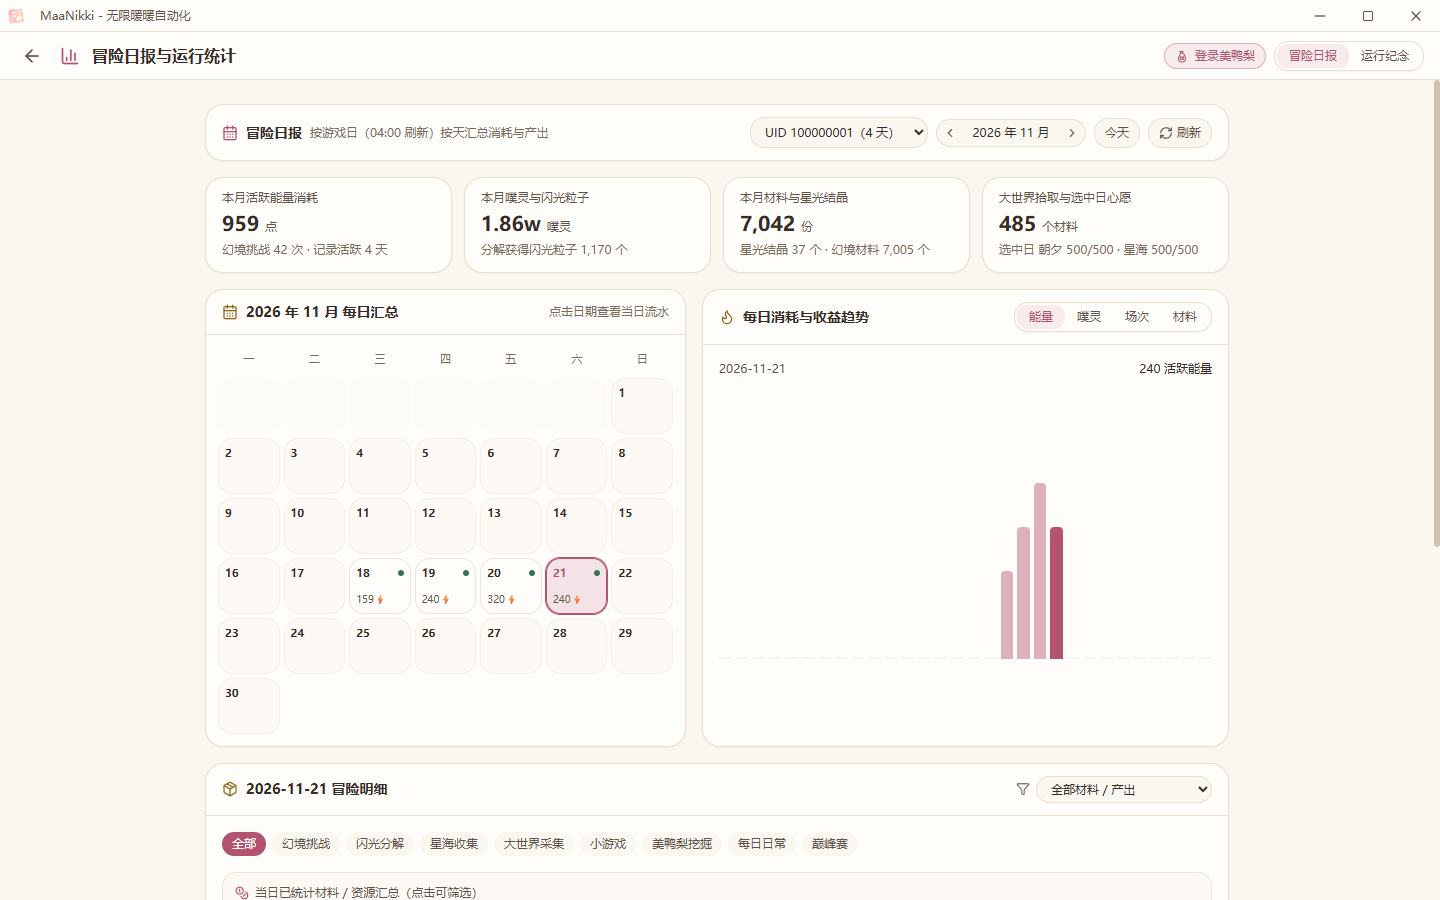 MaaNikki - 无限暖暖自动化
冒险日报与运行统计
登录美鸭梨
冒险日报
运行纪念
冒险日报 按游戏日（04:00 刷新）按天汇总消耗与产出
UID 100000001（4 天）
2026 年 11 月
今天
刷新
本月活跃能量消耗
959 点
幻境挑战 42 次 · 记录活跃 4 天
本月噗灵与闪光粒子
1.86w 噗灵
分解获得闪光粒子 1,170 个
本月材料与星光结晶
7,042 份
星光结晶 37 个 · 幻境材料 7,005 个
大世界拾取与选中日心愿
485 个材料
选中日 朝夕 500/500 · 星海 500/500
2026 年 11 月 每日汇总
点击日期查看当日流水
一 二 三 四 五 六 日
1
2 3 4 5 6 7 8
9 10 11 12 13 14 15
16 17 18 19 20 21 22
159 240 320 240
23 24 25 26 27 28 29
30
每日消耗与收益趋势
能量 噗灵 场次 材料
2026-11-21
240 活跃能量
2026-11-21 冒险明细
全部材料 / 产出
全部 幻境挑战 闪光分解 星海收集 大世界采集 小游戏 美鸭梨挖掘 每日日常 巅峰赛
当日已统计材料 / 资源汇总（点击可筛选）